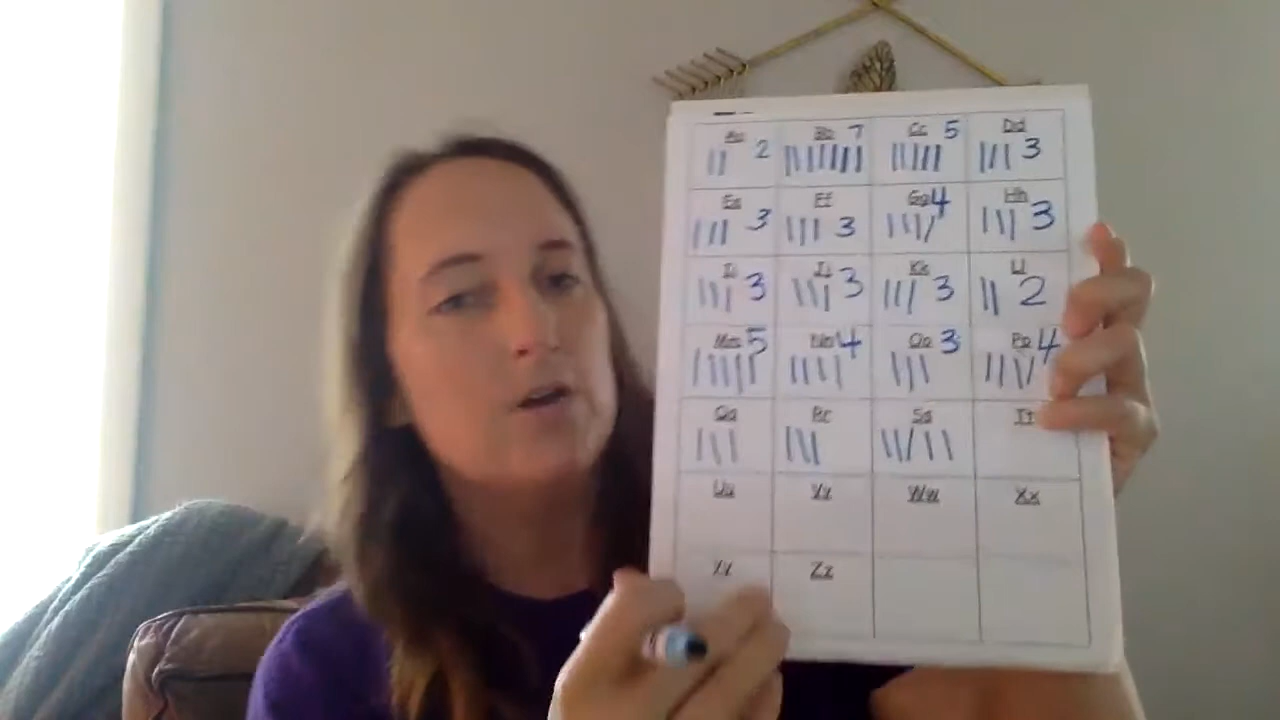 Aa 2 Bb 7 Cc 5 Dd 3
Ee 3 Ff 3 Gg 4 Hh 3
Ii 3 Jj 3 Kk 3 Ll 2
Mm 5 Nn 4 Oo 3 Pp 4
Qq Rr Ss Tt
Uu Vv Ww Xx
Yy Zz